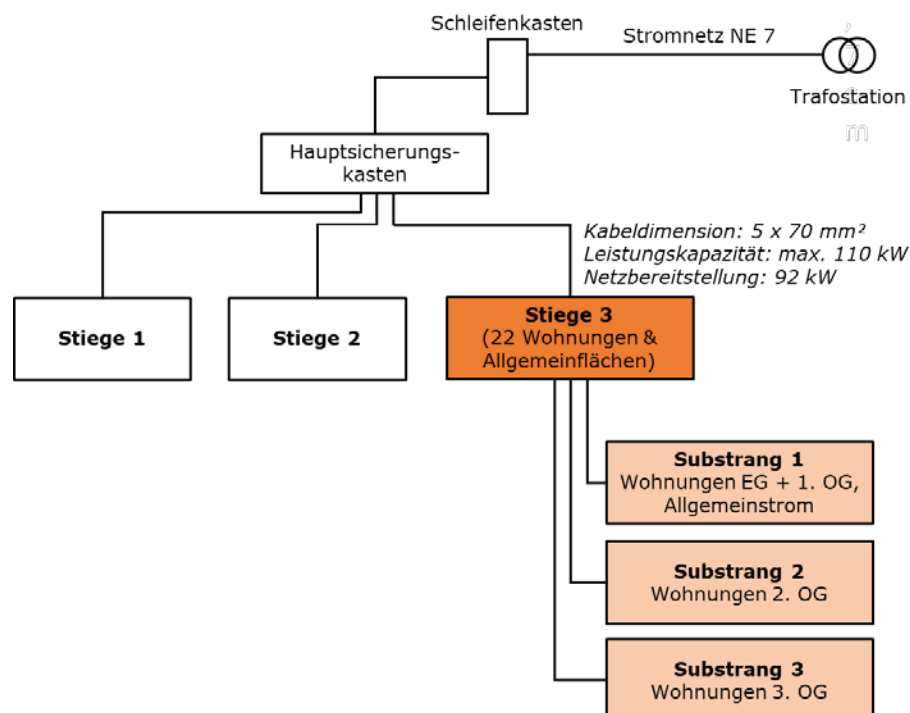 Schleifenkasten
Stromnetz NE 7
Trafostation
Hauptsicherungs-
kasten
Kabeldimension: 5 x 70 mm²
Leistungskapazität: max. 110 kW
Netzbereitstellung: 92 kW
Stiege 1
Stiege 2
Stiege 3
(22 Wohnungen &
Allgemeinflächen)
Substrang 1
Wohnungen EG + 1. OG,
Allgemeinstrom
Substrang 2
Wohnungen 2. OG
Substrang 3
Wohnungen 3. OG